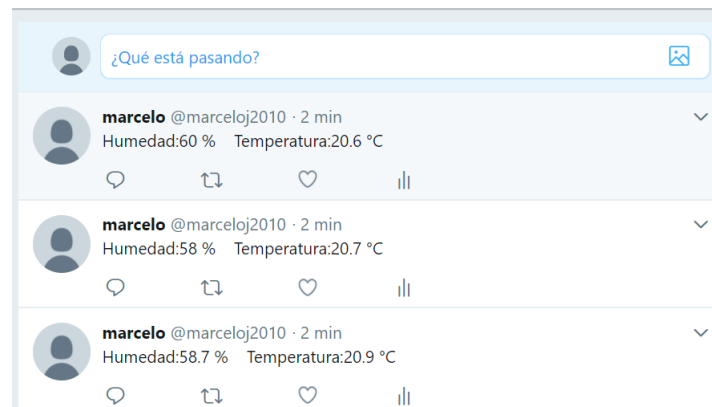 ¿Qué está pasando?
marcelo @marceloj2010 · 2 min
Humedad:60 % Temperatura:20.6 °C
marcelo @marceloj2010 · 2 min
Humedad:58 % Temperatura:20.7 °C
marcelo @marceloj2010 · 2 min
Humedad:58.7 % Temperatura:20.9 °C